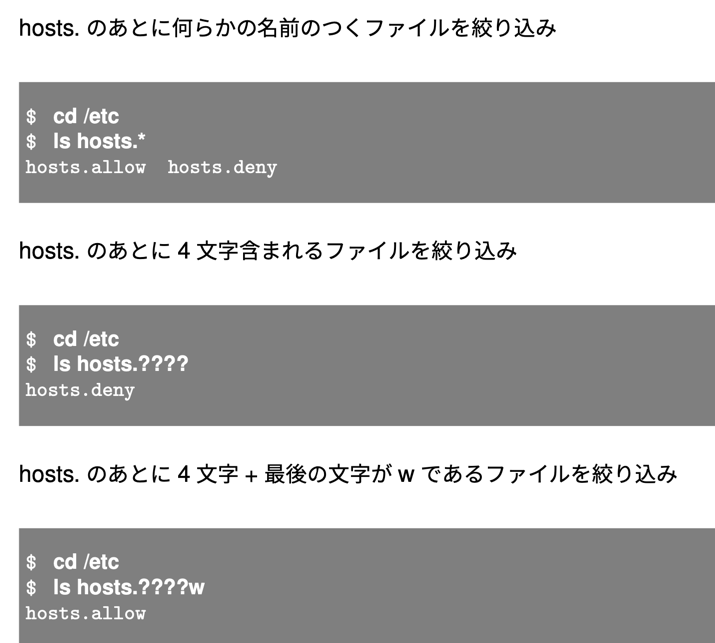 hosts. のあとに何らかの名前のつくファイルを絞り込み
$ cd /etc
$ ls hosts.*
hosts.allow hosts.deny
hosts. のあとに 4 文字含まれるファイルを絞り込み
$ cd /etc
$ ls hosts.????
hosts.deny
hosts. のあとに 4 文字 + 最後の文字が w であるファイルを絞り込み
$ cd /etc
$ ls hosts.????w
hosts.allow